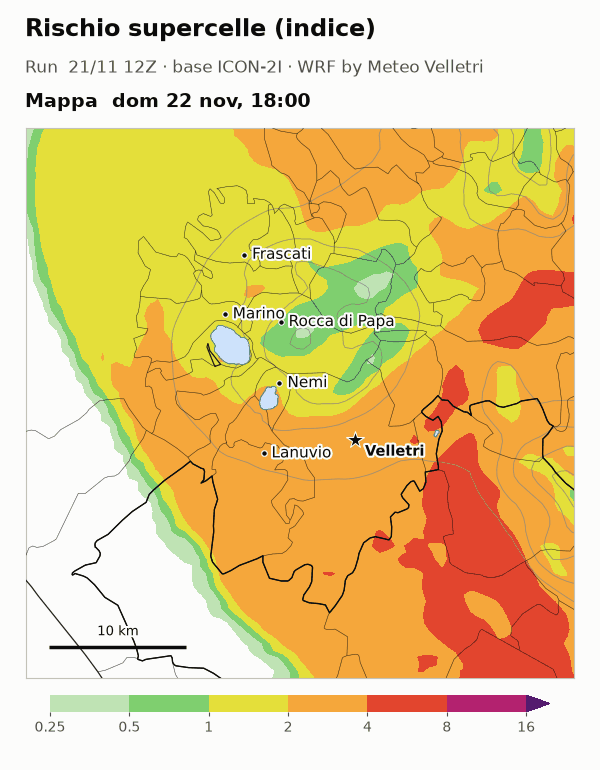 Rischio supercelle (indice)
Run  21/11 12Z · base ICON-2I · WRF by Meteo Velletri
Mappa  dom 22 nov, 18:00
Frascati
Marino
Rocca di Papa
Nemi
Velletri
Lanuvio
10 km
0.25 0.5 1 2 4 8 16